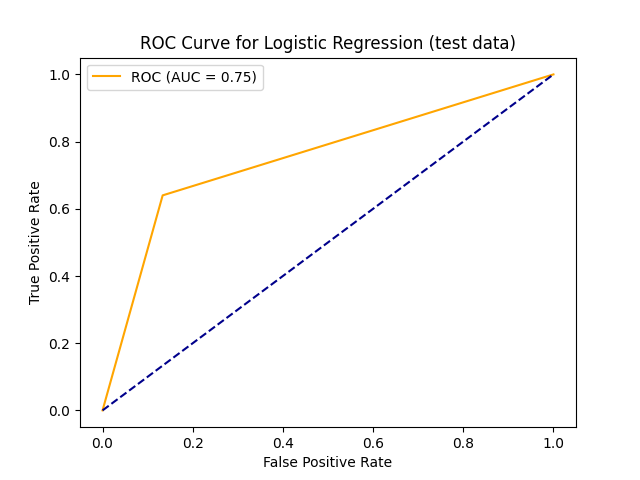 ROC Curve for Logistic Regression (test data)
ROC (AUC = 0.75)
1.0
0.8
0.6
0.4
0.2
0.0
True Positive Rate
0.0 0.2 0.4 0.6 0.8 1.0
False Positive Rate